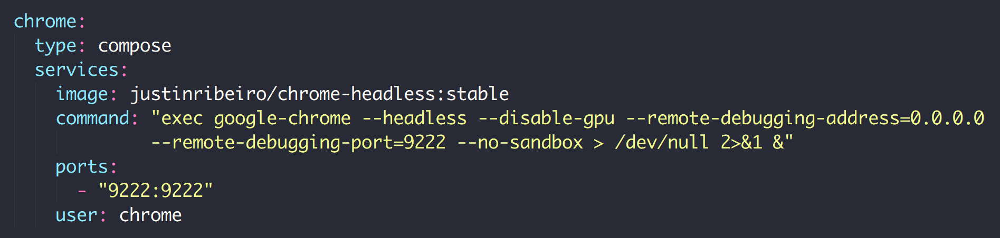 chrome:
  type: compose
  services:
    image: justinribeiro/chrome-headless:stable
    command: "exec google-chrome --headless --disable-gpu --remote-debugging-address=0.0.0.0
             --remote-debugging-port=9222 --no-sandbox > /dev/null 2>&1 &"
    ports:
      - "9222:9222"
    user: chrome